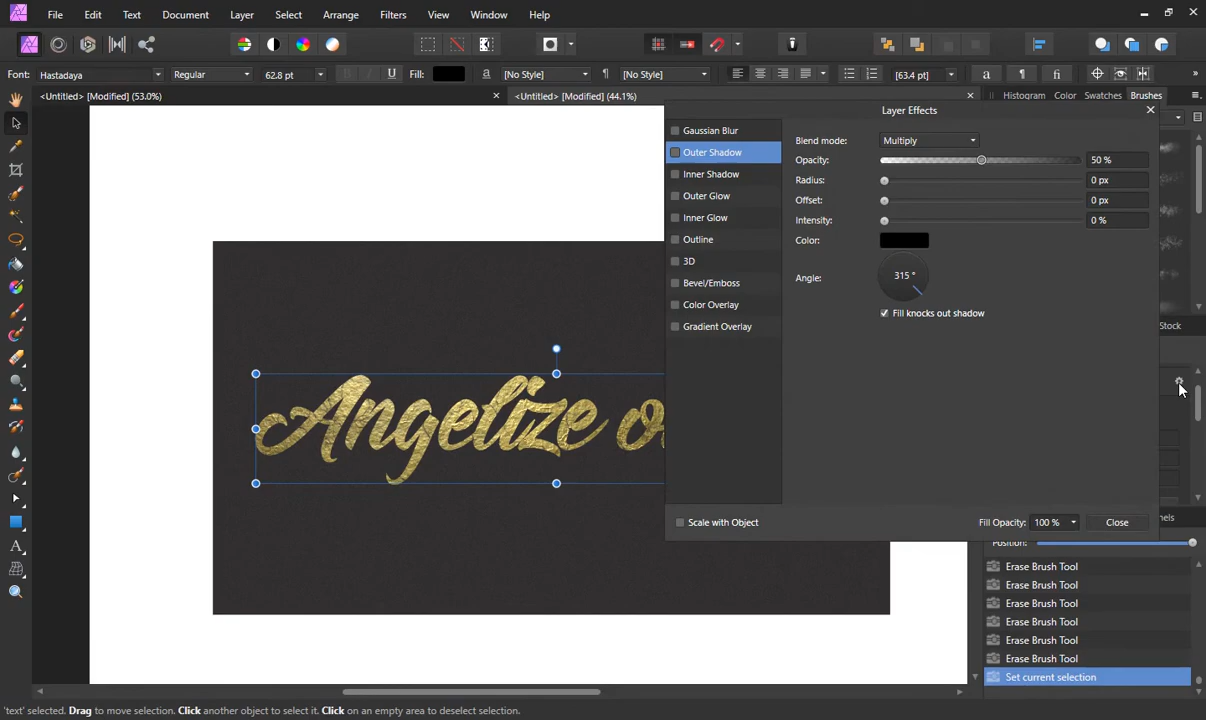 File Edit Text Document Layer Select Arrange Filters View Window Help
Font: Hastadaya Regular 62.8 pt B I U Fill: a [No Style] ¶ [No Style] [63.4 pt] a ¶ fi »
<Untitled> [Modified] (53.0%) <Untitled> [Modified] (44.1%) Histogram Color Swatches Brushes
Layer Effects
Gaussian Blur
Outer Shadow
Inner Shadow
Outer Glow
Inner Glow
Outline
3D
Bevel/Emboss
Color Overlay
Gradient Overlay
Blend mode: Multiply
Opacity: 50 %
Radius: 0 px
Offset: 0 px
Intensity: 0 %
Color:
Angle: 315 °
Fill knocks out shadow
Stock
Angelize o
Scale with Object Fill Opacity: 100 % Close
nels
Position:
Erase Brush Tool
Erase Brush Tool
Erase Brush Tool
Erase Brush Tool
Erase Brush Tool
Erase Brush Tool
Set current selection
'text' selected. Drag to move selection. Click another object to select it. Click on an empty area to deselect selection.